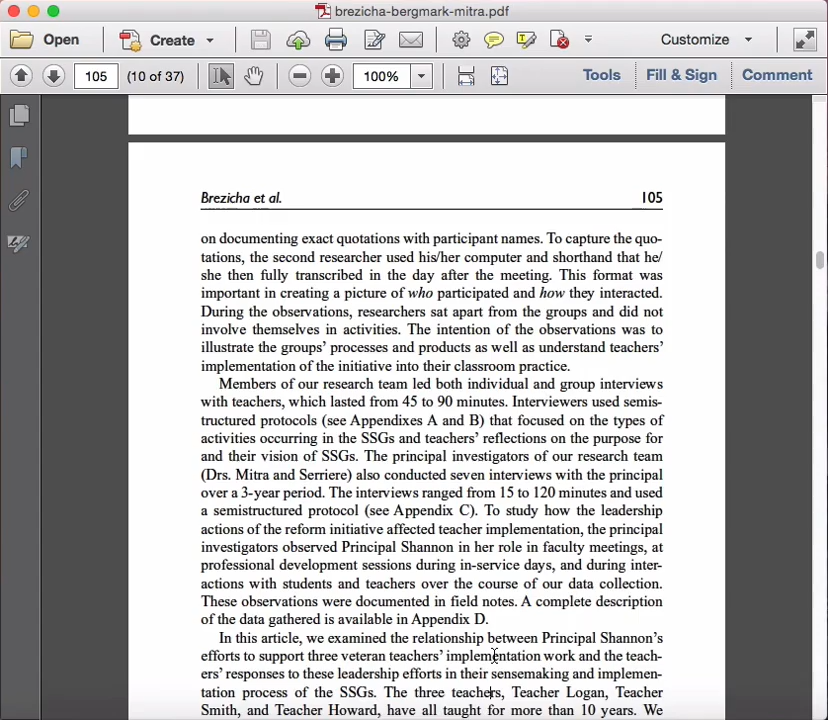 brezicha-bergmark-mitra.pdf
Open Create Customize
105 (10 of 37) 100% Tools Fill & Sign Comment
Brezicha et al. 105
on documenting exact quotations with participant names. To capture the quo-
tations, the second researcher used his/her computer and shorthand that he/
she then fully transcribed in the day after the meeting. This format was
important in creating a picture of who participated and how they interacted.
During the observations, researchers sat apart from the groups and did not
involve themselves in activities. The intention of the observations was to
illustrate the groups' processes and products as well as understand teachers'
implementation of the initiative into their classroom practice.
Members of our research team led both individual and group interviews
with teachers, which lasted from 45 to 90 minutes. Interviewers used semis-
tructured protocols (see Appendixes A and B) that focused on the types of
activities occurring in the SSGs and teachers' reflections on the purpose for
and their vision of SSGs. The principal investigators of our research team
(Drs. Mitra and Serriere) also conducted seven interviews with the principal
over a 3-year period. The interviews ranged from 15 to 120 minutes and used
a semistructured protocol (see Appendix C). To study how the leadership
actions of the reform initiative affected teacher implementation, the principal
investigators observed Principal Shannon in her role in faculty meetings, at
professional development sessions during in-service days, and during inter-
actions with students and teachers over the course of our data collection.
These observations were documented in field notes. A complete description
of the data gathered is available in Appendix D.
In this article, we examined the relationship between Principal Shannon's
efforts to support three veteran teachers' implementation work and the teach-
ers' responses to these leadership efforts in their sensemaking and implemen-
tation process of the SSGs. The three teachers, Teacher Logan, Teacher
Smith, and Teacher Howard, have all taught for more than 10 years. We